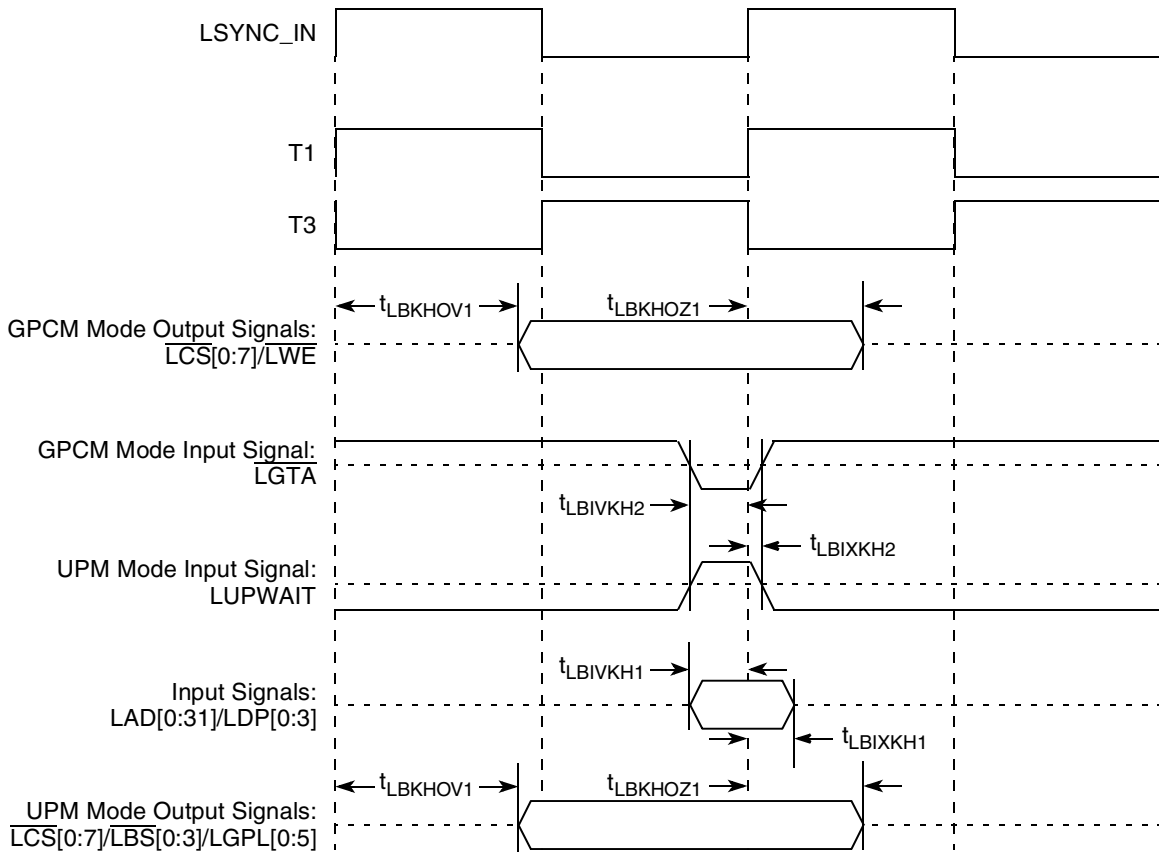 LSYNC_IN
T1
T3
tLBKHOV1
tLBKHOZ1
GPCM Mode Output Signals:
LCS[0:7]/LWE
GPCM Mode Input Signal:
LGTA
tLBIVKH2
tLBIXKH2
UPM Mode Input Signal:
LUPWAIT
tLBIVKH1
Input Signals:
LAD[0:31]/LDP[0:3]
tLBIXKH1
tLBKHOV1
tLBKHOZ1
UPM Mode Output Signals:
LCS[0:7]/LBS[0:3]/LGPL[0:5]